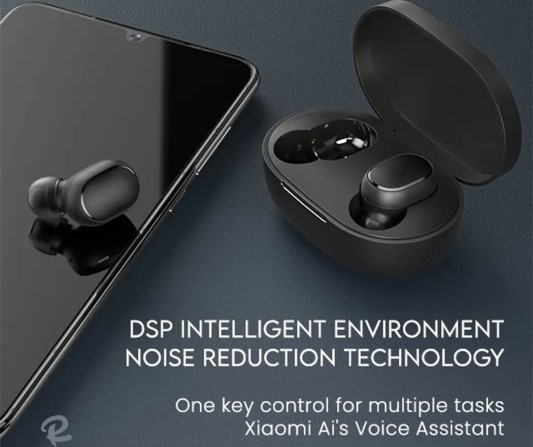 DSP INTELLIGENT ENVIRONMENT
NOISE REDUCTION TECHNOLOGY
One key control for multiple tasks
Xiaomi Ai's Voice Assistant
R